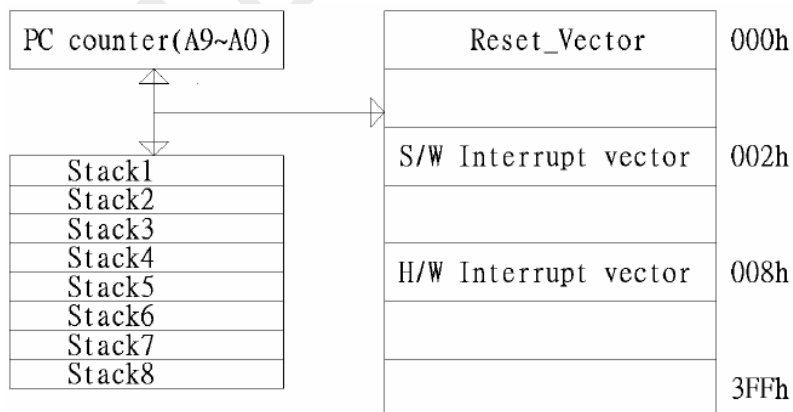 PC counter(A9~A0)
Stack1
Stack2
Stack3
Stack4
Stack5
Stack6
Stack7
Stack8
Reset_Vector 000h
S/W Interrupt vector 002h
H/W Interrupt vector 008h
3FFh